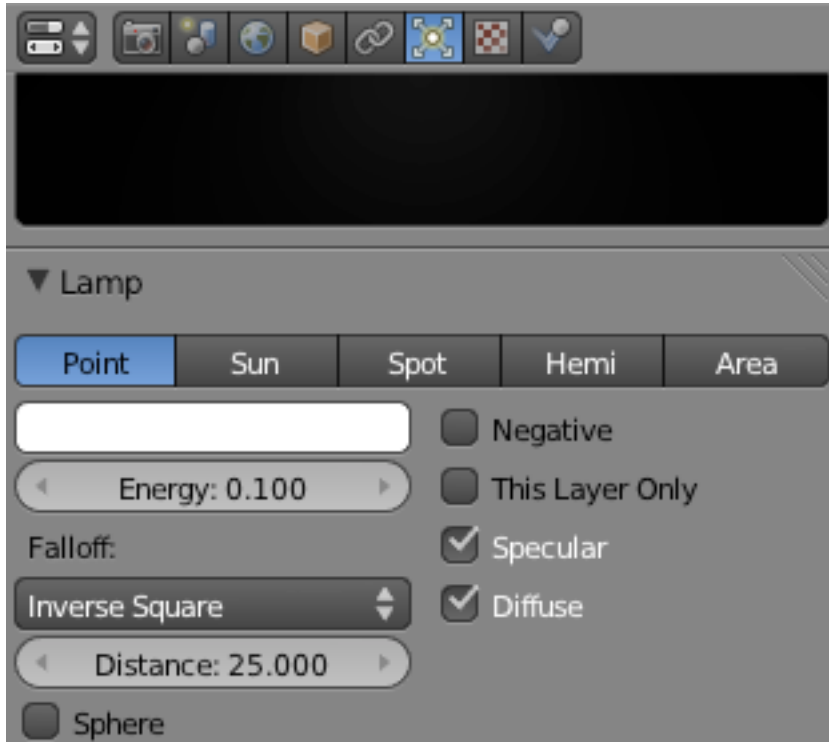 Lamp
Point Sun Spot Hemi Area
Negative
Energy: 0.100 This Layer Only
Falloff: Specular
Inverse Square Diffuse
Distance: 25.000
Sphere